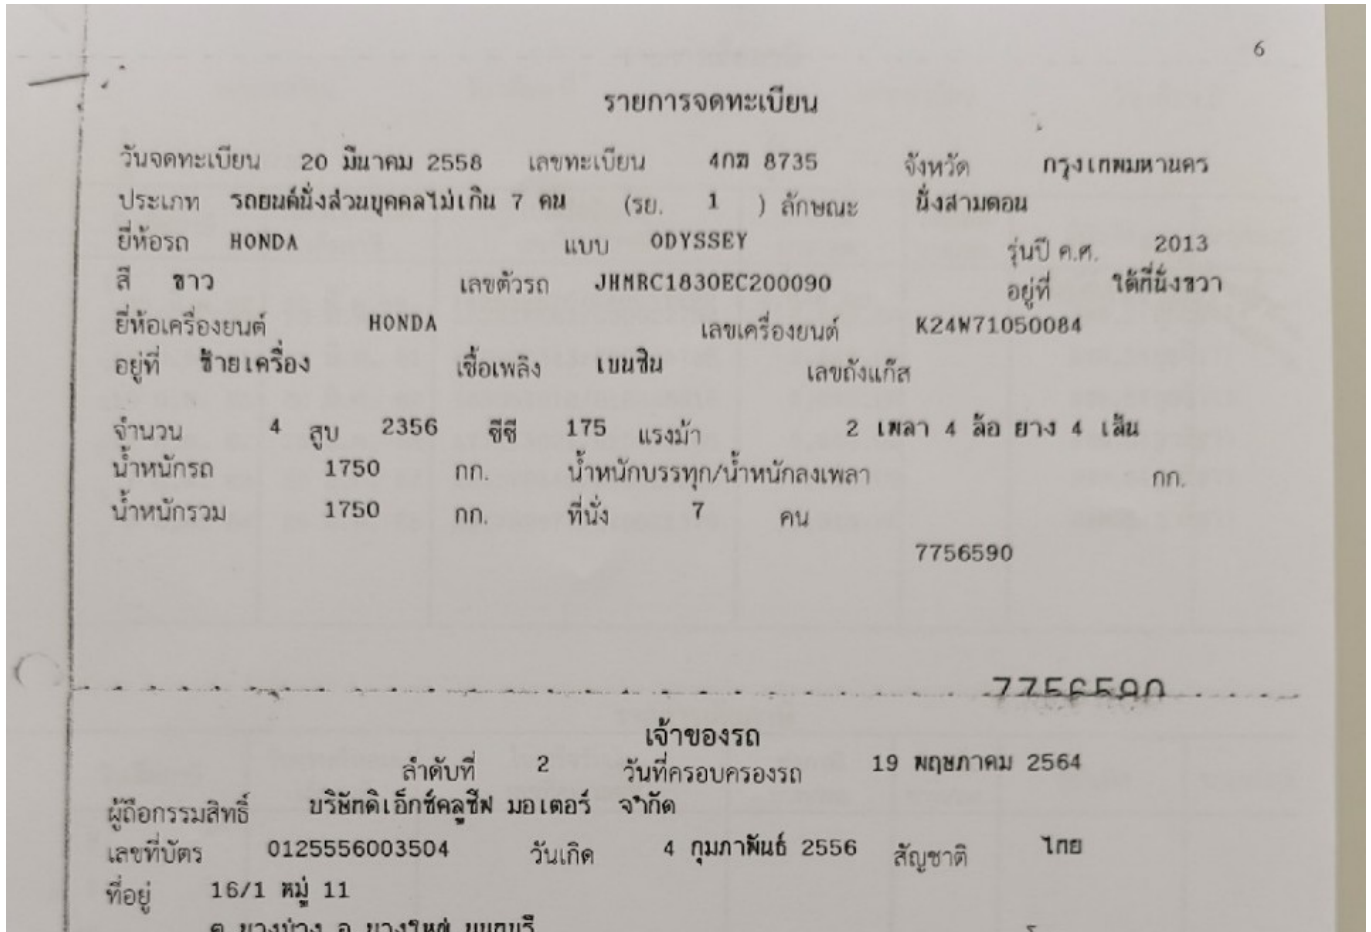 6
รายการจดทะเบียน
วันจดทะเบียน 20 มีนาคม 2558 เลขทะเบียน 4กฬ 8735 จังหวัด กรุงเทพมหานคร
ประเภท รถยนต์นั่งส่วนบุคคลไม่เกิน 7 คน (รย. 1 ) ลักษณะ นั่งสามตอน
ยี่ห้อรถ HONDA แบบ ODYSSEY รุ่นปี ค.ศ. 2013
สี ขาว เลขตัวรถ JHMRC1830EC200090 อยู่ที่ ใต้ที่นั่งขวา
ยี่ห้อเครื่องยนต์ HONDA เลขเครื่องยนต์ K24W71050084
อยู่ที่ ซ้ายเครื่อง เชื้อเพลิง เบนซิน เลขถังแก๊ส
จำนวน 4 สูบ 2356 ซีซี 175 แรงม้า 2 เพลา 4 ล้อ ยาง 4 เส้น
น้ำหนักรถ 1750 กก. น้ำหนักบรรทุก/น้ำหนักลงเพลา กก.
น้ำหนักรวม 1750 กก. ที่นั่ง 7 คน
7756590
7756590
เจ้าของรถ
ลำดับที่ 2 วันที่ครอบครองรถ 19 พฤษภาคม 2564
ผู้ถือกรรมสิทธิ์ บริษัทดิเอ็กซ์คลูซีฟ มอเตอร์ จำกัด
เลขที่บัตร 0125556003504 วันเกิด 4 กุมภาพันธ์ 2556 สัญชาติ ไทย
ที่อยู่ 16/1 หมู่ 11
ต.บางม่วง อ.บางใหญ่ นนทบุรี